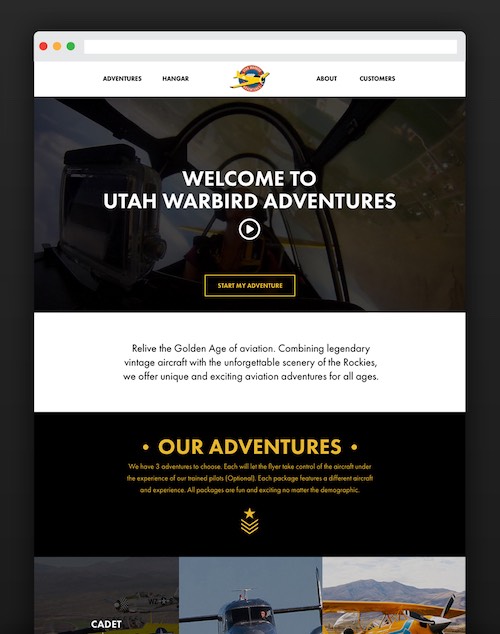 ADVENTURES
HANGAR
ABOUT
CUSTOMERS
WELCOME TO
UTAH WARBIRD ADVENTURES
START MY ADVENTURE
Relive the Golden Age of aviation. Combining legendary
vintage aircraft with the unforgettable scenery of the Rockies,
we offer unique and exciting aviation adventures for all ages.
• OUR ADVENTURES •
We have 3 adventures to choose. Each will let the flyer take control of the aircraft under
the experience of our trained pilots (Optional). Each package features a different aircraft
and experience. All packages are fun and exciting no matter the demographic.
CADET